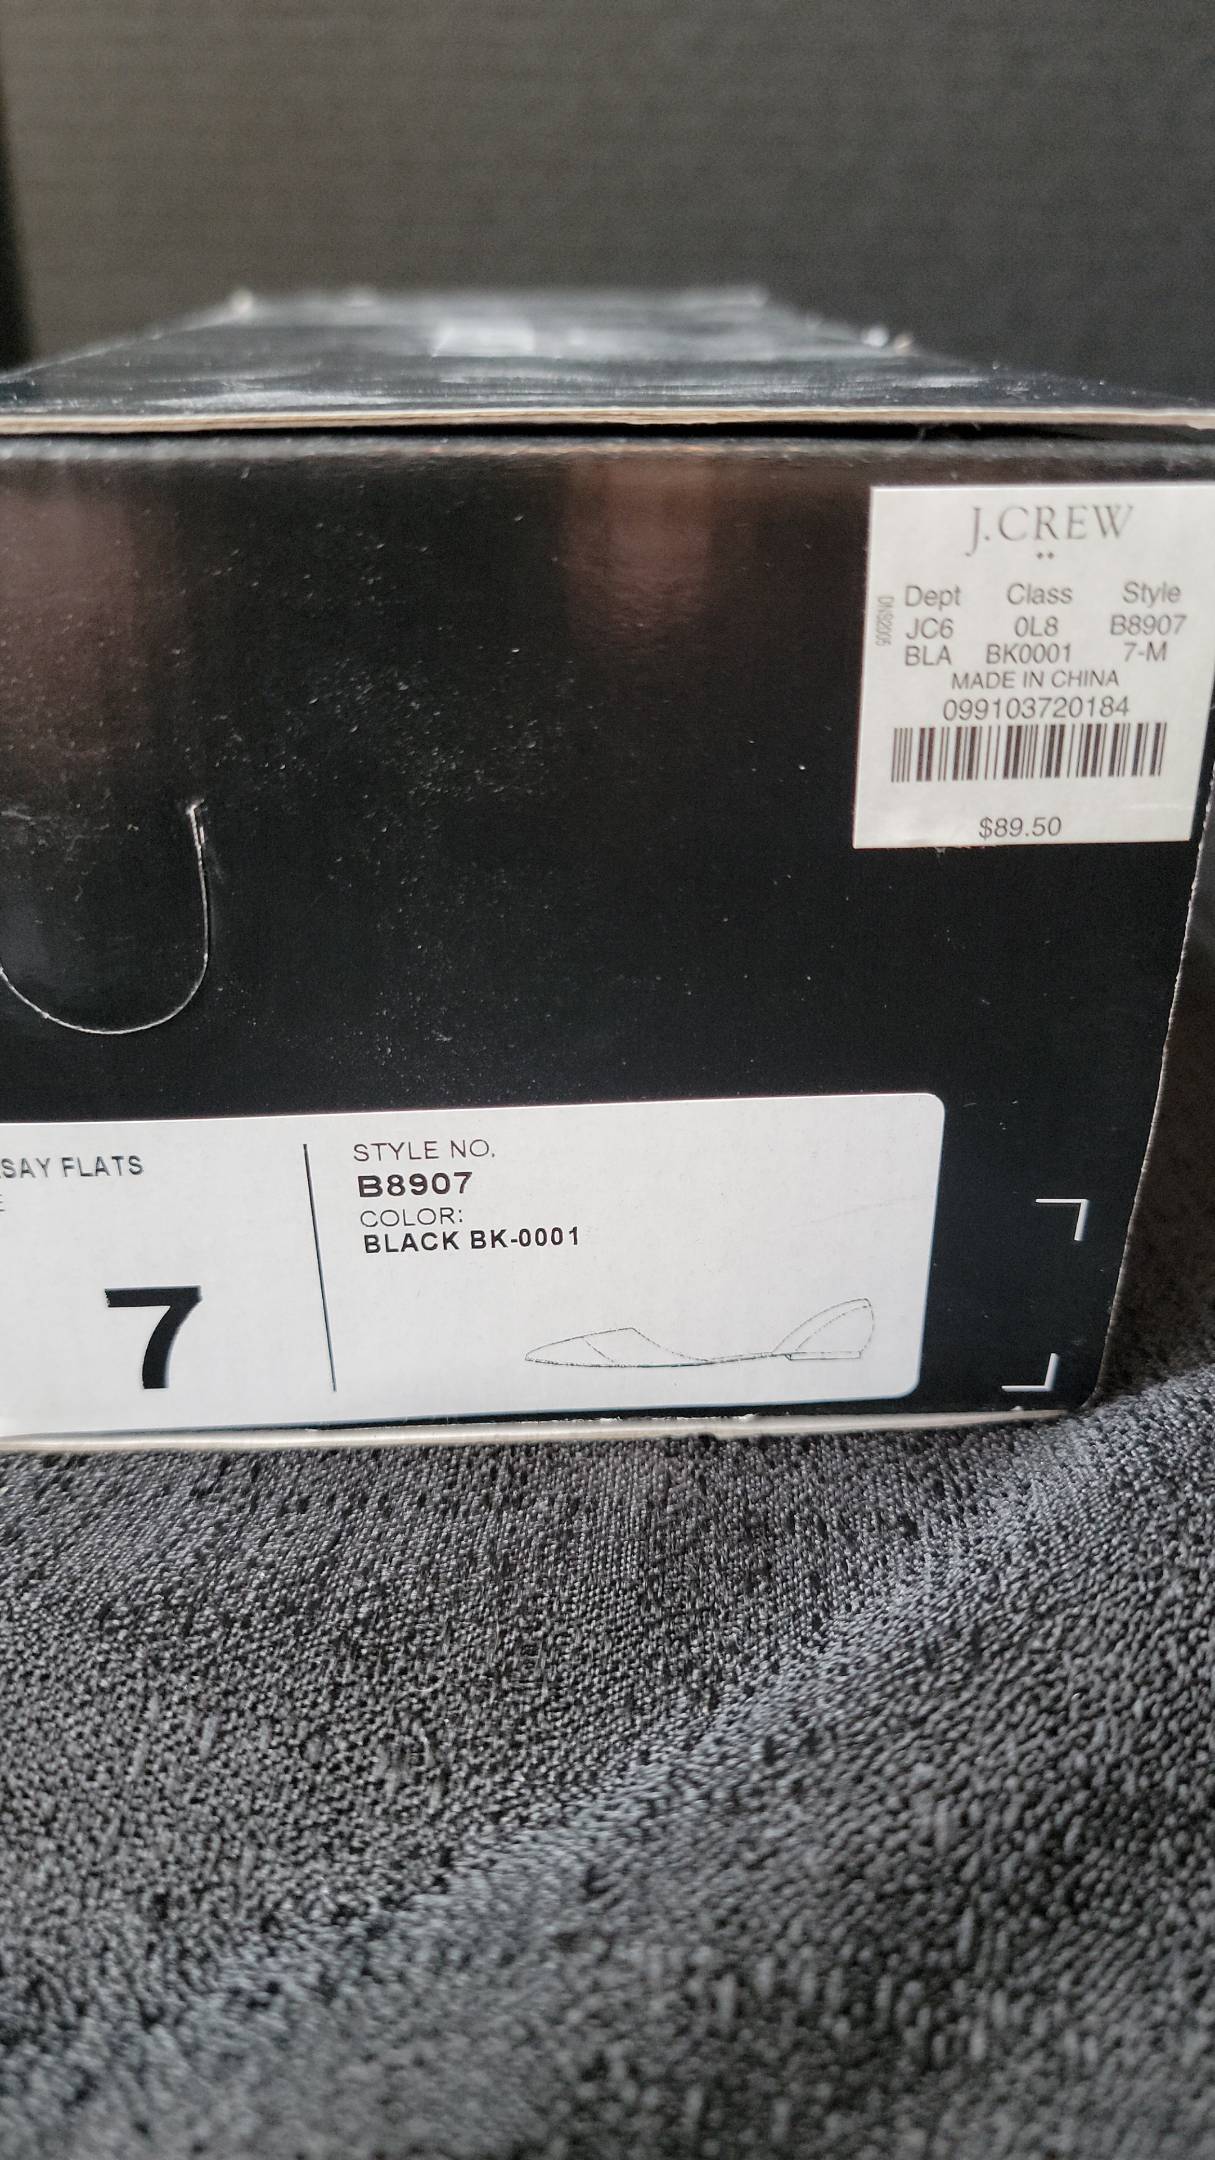 J.CREW
Dept Class Style
JC6 0L8 B8907
BLA BK0001 7-M
MADE IN CHINA
099103720184
$89.50
SAY FLATS
7
STYLE NO.
B8907
COLOR:
BLACK BK-0001